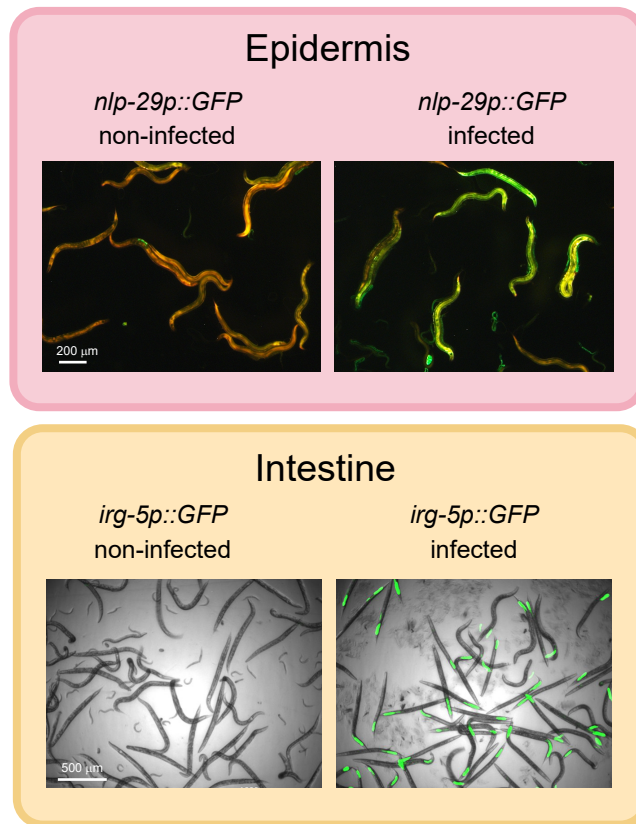 Epidermis
nlp-29p::GFP
non-infected
nlp-29p::GFP
infected
200 μm
Intestine
irg-5p::GFP
non-infected
irg-5p::GFP
infected
500 μm